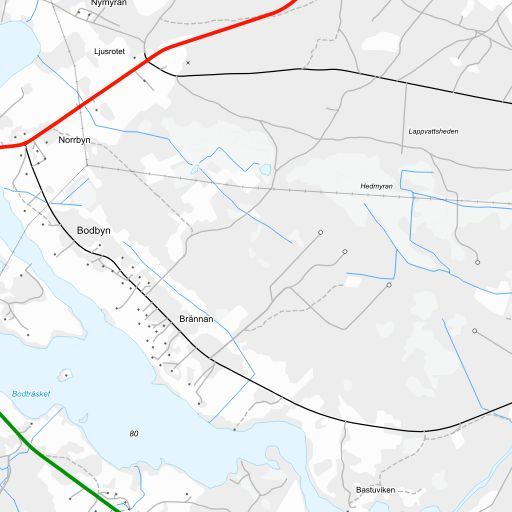 Nymyran
Ljusrotet
Lappvattsheden
Norrbyn
Hedmyran
Bodbyn
Brännan
Bodträsket
80
Bastuviken